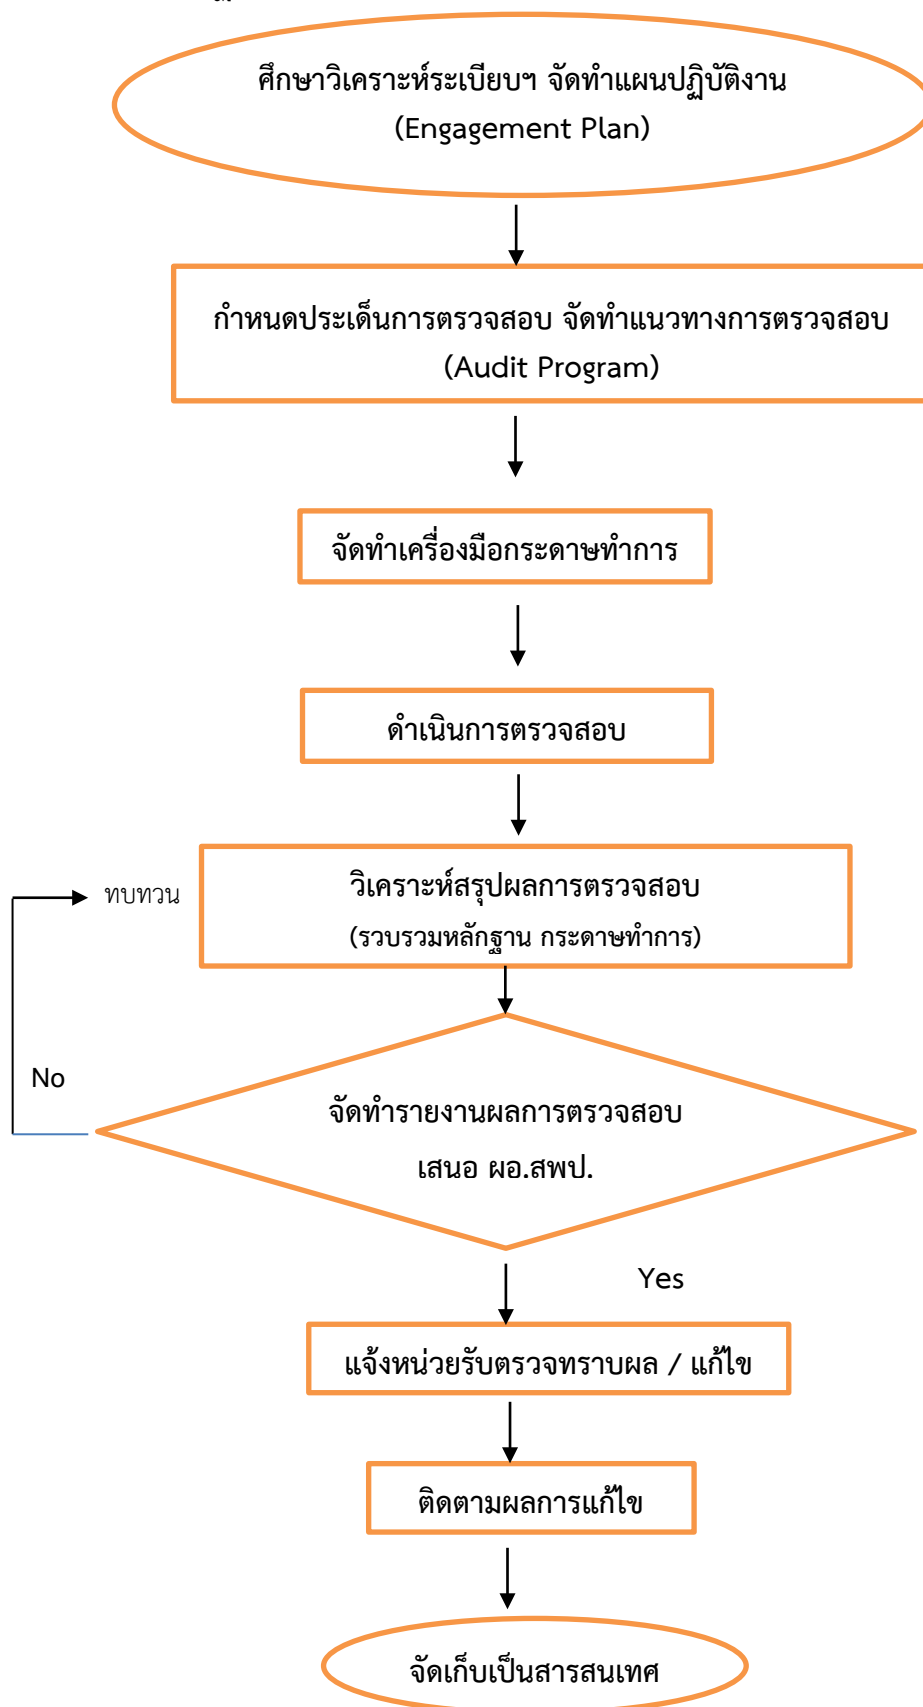 ศึกษาวิเคราะห์ระเบียบฯ จัดทำแผนปฏิบัติงาน
(Engagement Plan)
กำหนดประเด็นการตรวจสอบ จัดทำแนวทางการตรวจสอบ
(Audit Program)
จัดทำเครื่องมือกระดาษทำการ
ดำเนินการตรวจสอบ
วิเคราะห์สรุปผลการตรวจสอบ
ทบทวน
(รวบรวมหลักฐาน กระดาษทำการ)
No
จัดทำรายงานผลการตรวจสอบ
เสนอ ผอ.สพป.
Yes
แจ้งหน่วยรับตรวจทราบผล / แก้ไข
ติดตามผลการแก้ไข
จัดเก็บเป็นสารสนเทศ